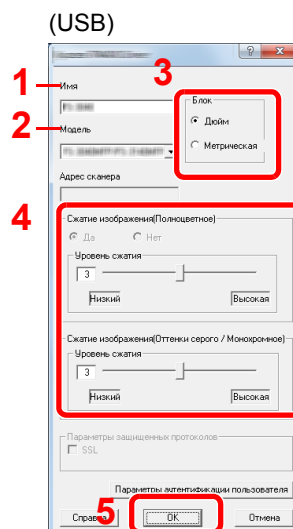 (USB)
3
1 Имя
Блок
Дюйм
2 Модель
Метрическая
Адрес сканера
4
Сжатие изображения(Полноцветное)
Да Нет
Уровень сжатия
3
Низкий Высокая
Сжатие изображения(Оттенки серого / Монохромное)
Уровень сжатия
3
Низкий Высокая
Параметры защищенных протоколов
SSL
Параметры аутентификации пользователя
5
OK Отмена